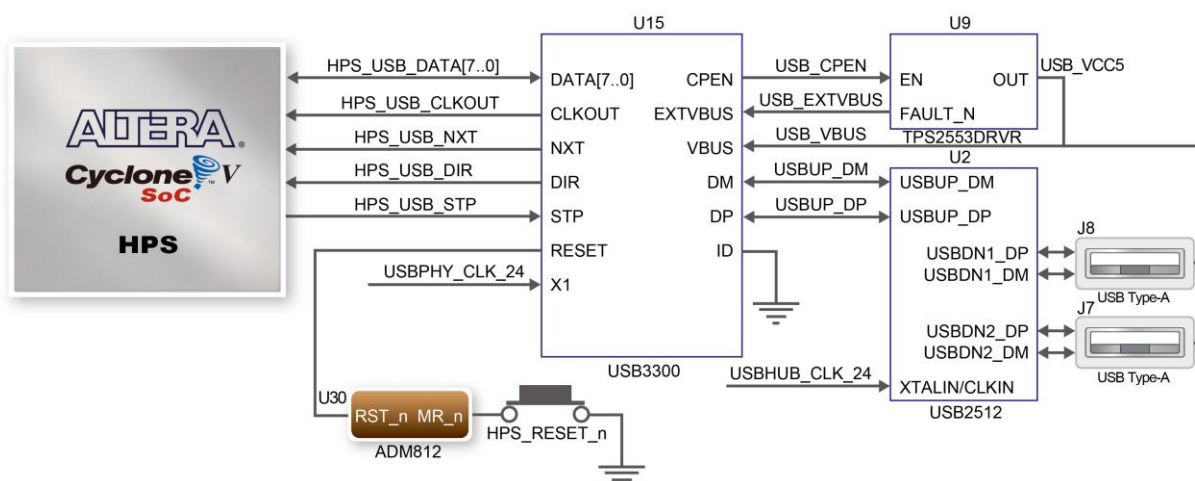 ALTERA®
Cyclone® V
SoC
HPS
HPS_USB_DATA[7..0]
HPS_USB_CLKOUT
HPS_USB_NXT
HPS_USB_DIR
HPS_USB_STP
USBPHY_CLK_24
U15
DATA[7..0]
CLKOUT
NXT
DIR
STP
RESET
X1
CPEN
EXTVBUS
VBUS
DM
DP
ID
USB3300
USB_CPEN
USB_EXTVBUS
USB_VBUS
USBUP_DM
USBUP_DP
U9
EN
OUT
FAULT_N
TPS2553DRVR
USB_VCC5
U2
USBUP_DM
USBUP_DP
USBDN1_DP
USBDN1_DM
USBDN2_DP
USBDN2_DM
XTALIN/CLKIN
USB2512
USBHUB_CLK_24
J8
USB Type-A
J7
USB Type-A
U30
RST_n MR_n
ADM812
HPS_RESET_n